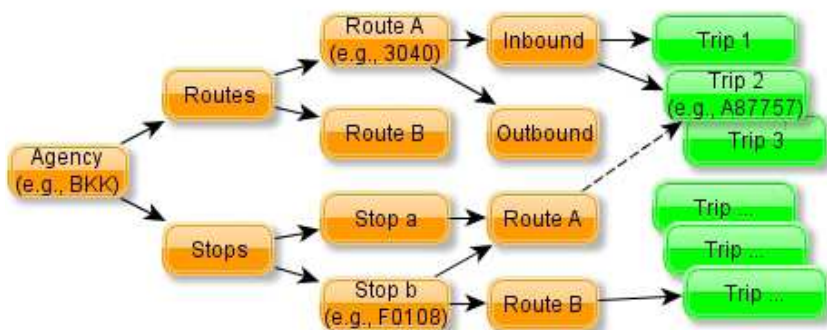 Route A
(e.g., 3040)
Inbound
Trip 1
Routes
Trip 2
(e.g., A87757)
Route B
Outbound
Trip 3
Agency
(e.g., BKK)
Stop a
Route A
Trip ...
Stops
Trip ...
Stop b
(e.g., F0108)
Route B
Trip ...